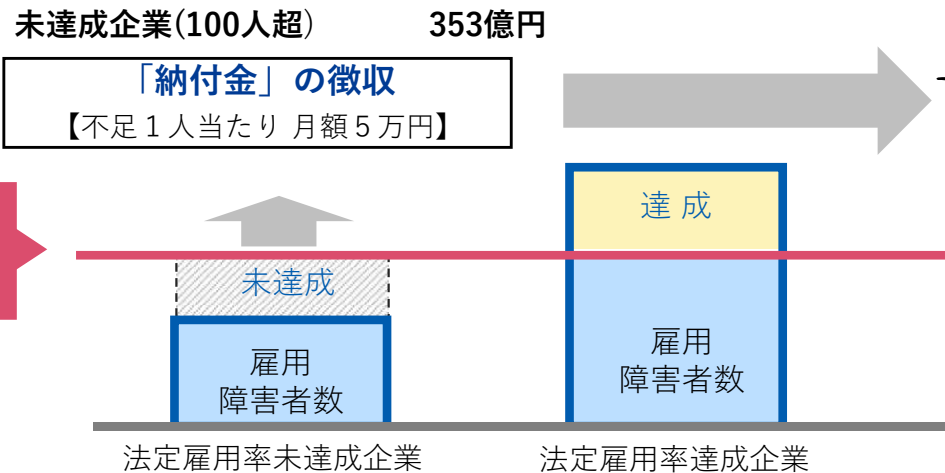 未達成企業(100人超) 353億円
「納付金」の徴収
【不足１人当たり 月額５万円】
達 成
未達成
雇用
障害者数
雇用
障害者数
法定雇用率未達成企業
法定雇用率達成企業